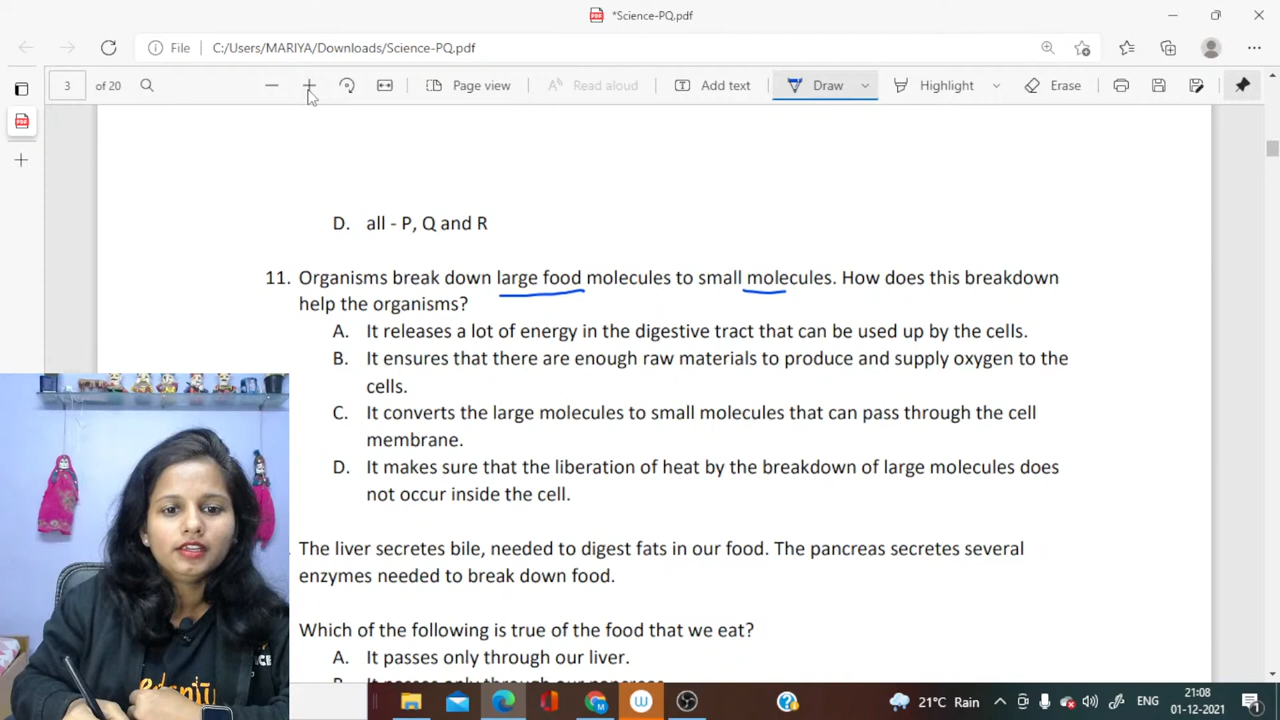 *Science-PQ.pdf
File C:/Users/MARIYA/Downloads/Science-PQ.pdf
3 of 20 Page view Read aloud Add text Draw Highlight Erase
D. all - P, Q and R
11. Organisms break down large food molecules to small molecules. How does this breakdown
help the organisms?
A. It releases a lot of energy in the digestive tract that can be used up by the cells.
B. It ensures that there are enough raw materials to produce and supply oxygen to the
cells.
C. It converts the large molecules to small molecules that can pass through the cell
membrane.
D. It makes sure that the liberation of heat by the breakdown of large molecules does
not occur inside the cell.
The liver secretes bile, needed to digest fats in our food. The pancreas secretes several
enzymes needed to break down food.
Which of the following is true of the food that we eat?
A. It passes only through our liver.
B. It passes only through our pancreas.
21°C Rain ENG 21:08
01-12-2021